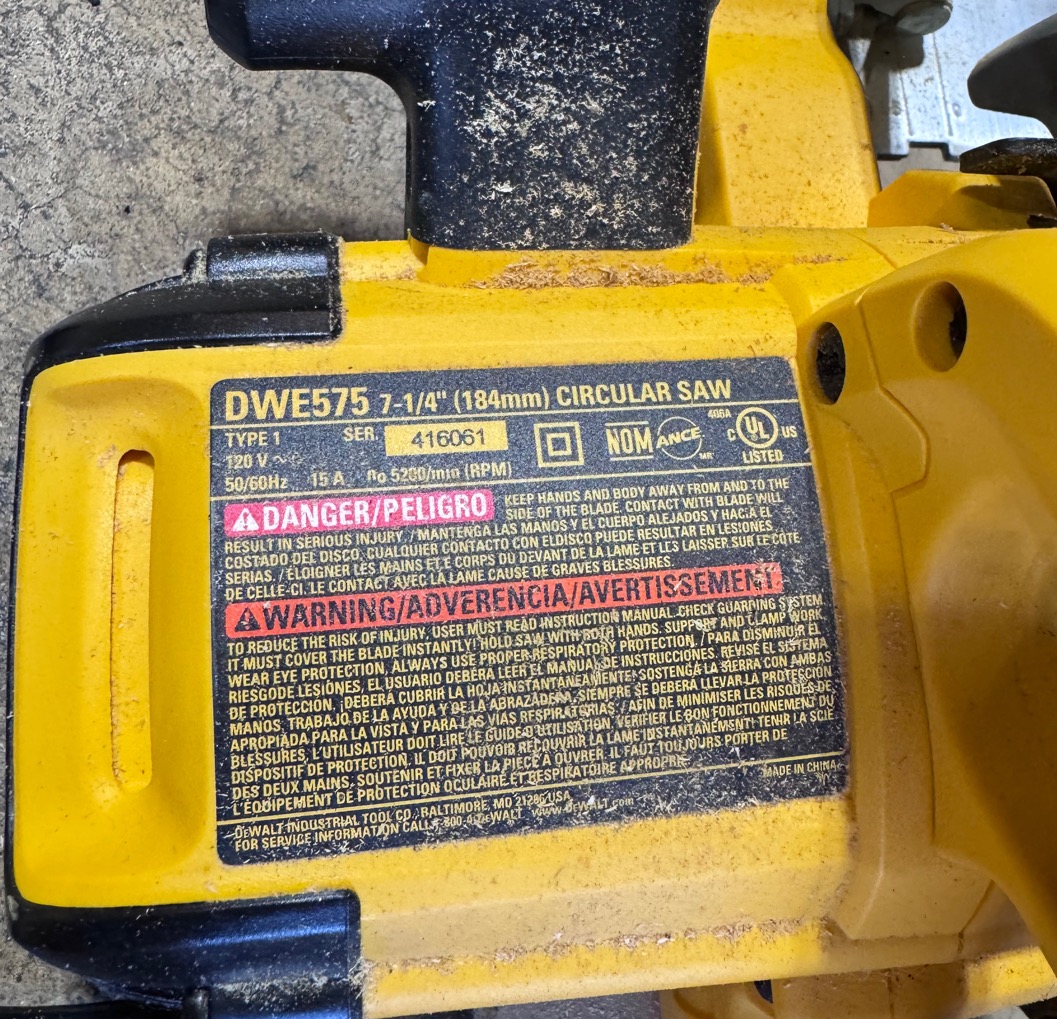 DWE575 7-1/4" (184mm) CIRCULAR SAW
TYPE 1 SER. 416061
120 V ~
50/60Hz 15 A no 5200/min (RPM)
NOM ANCE MR
406A
C UL US
LISTED
DANGER/PELIGRO KEEP HANDS AND BODY AWAY FROM AND TO THE
SIDE OF THE BLADE. CONTACT WITH BLADE WILL
RESULT IN SERIOUS INJURY. / MANTENGA LAS MANOS Y EL CUERPO ALEJADOS Y HACIA EL
COSTADO DEL DISCO. CUALQUIER CONTACTO CON ELDISCO PUEDE RESULTAR EN LESIONES
SERIAS. / ÉLOIGNER LES MAINS ET LE CORPS DU DEVANT DE LA LAME ET LES LAISSER SUR LE CÔTÉ
DE CELLE-CI. LE CONTACT AVEC LA LAME CAUSE DE GRAVES BLESSURES.
WARNING/ADVERENCIA/AVERTISSEMENT
TO REDUCE THE RISK OF INJURY, USER MUST READ INSTRUCTION MANUAL. CHECK GUARDING SYSTEM.
IT MUST COVER THE BLADE INSTANTLY! HOLD SAW WITH BOTH HANDS. SUPPORT AND CLAMP WORK.
WEAR EYE PROTECTION. ALWAYS USE PROPER RESPIRATORY PROTECTION. / PARA DISMINUIR EL
RIESGODE LESIONES, EL USUARIO DEBERÁ LEER EL MANUAL DE INSTRUCCIONES. REVISE EL SISTEMA
DE PROTECCIÓN. ¡DEBERÁ CUBRIR LA HOJA INSTANTÁNEAMENTE! SOSTENGA LA SIERRA CON AMBAS
MANOS, TRABAJO DE LA AYUDA Y DE LA ABRAZADERA, SIEMPRE SE DEBERÁ LLEVAR LA PROTECCIÓN
APROPIADA PARA LA VISTA Y PARA LAS VÍAS RESPIRATORIAS. / AFIN DE MINIMISER LES RISQUES DE
BLESSURES, L'UTILISATEUR DOIT LIRE LE GUIDE D'UTILISATION. VÉRIFIER LE BON FONCTIONNEMENT DU
DISPOSITIF DE PROTECTION. IL DOIT POUVOIR RECOUVRIR LA LAME INSTANTANÉMENT! TENIR LA SCIE
DES DEUX MAINS, SOUTENIR ET FIXER LA PIÈCE À OUVRER. IL FAUT TOUJOURS PORTER DE
L'ÉQUIPEMENT DE PROTECTION OCULAIRE ET RESPIRATOIRE APPROPRIÉ.
DeWALT INDUSTRIAL TOOL CO., BALTIMORE, MD 21286 USA MADE IN CHINA
FOR SERVICE INFORMATION CALL 1-800-4-DeWALT www.DeWALT.com